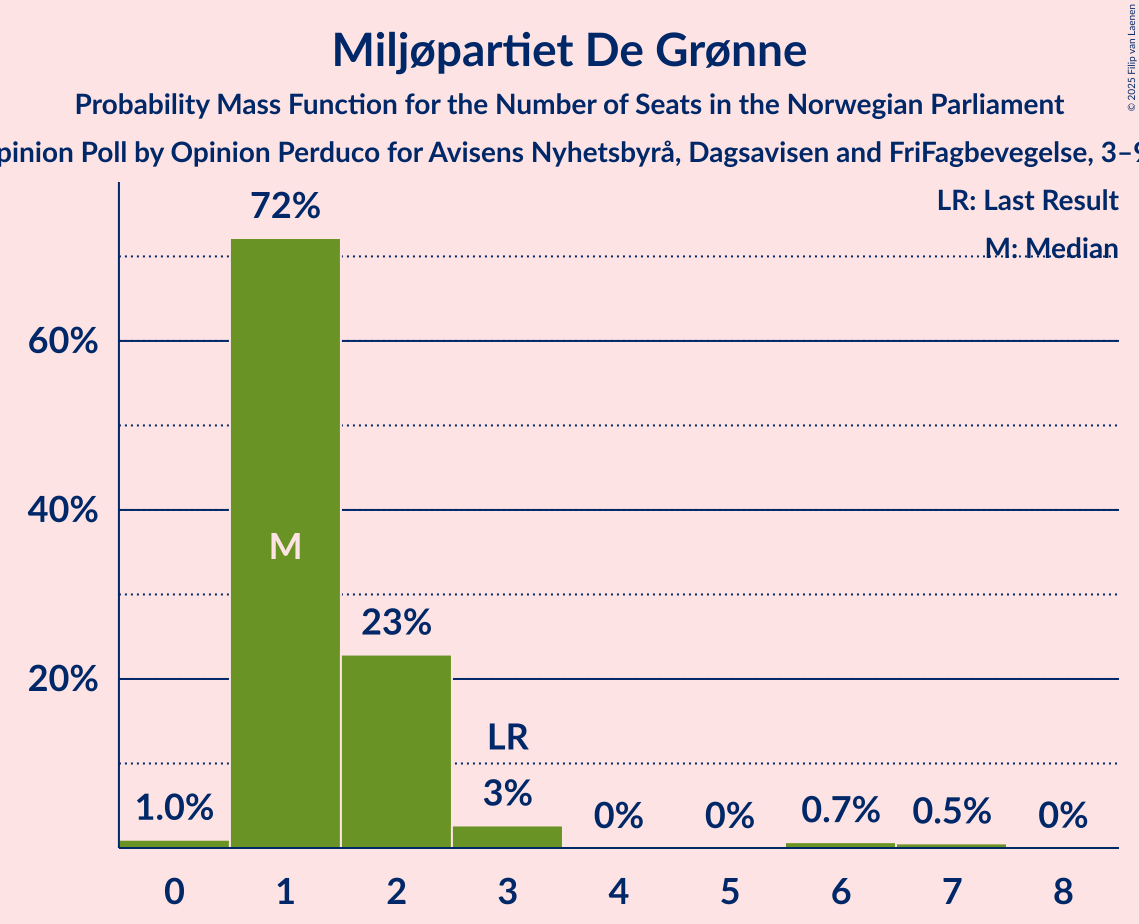 Miljøpartiet De Grønne
Probability Mass Function for the Number of Seats in the Norwegian Parliament
pinion Poll by Opinion Perduco for Avisens Nyhetsbyrå, Dagsavisen and FriFagbevegelse, 3–9
© 2025 Filip van Laenen
LR: Last Result
M: Median
72%
60%
40%
M
23%
20%
LR
1.0%
3%
0%
0%
0.7%
0.5%
0%
0 1 2 3 4 5 6 7 8